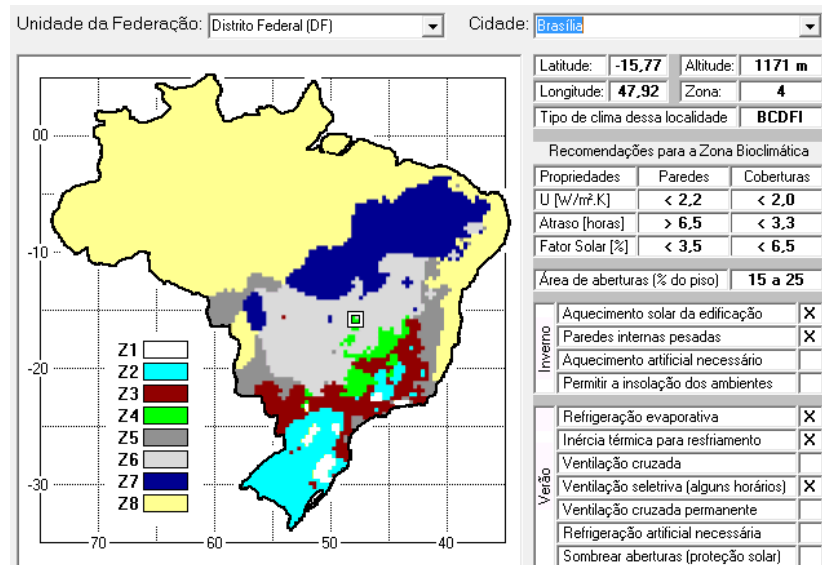 Unidade da Federação: Distrito Federal (DF) Cidade: Brasília
Latitude: -15,77 Altitude: 1171 m
Longitude: 47,92 Zona: 4
Tipo de clima dessa localidade BCDFI
Recomendações para a Zona Bioclimática
Propriedades Paredes Coberturas
U [W/m².K] < 2,2 < 2,0
Atraso [horas] > 6,5 < 3,3
Fator Solar [%] < 3,5 < 6,5
Área de aberturas (% do piso) 15 a 25
Inverno
Aquecimento solar da edificação X
Paredes internas pesadas X
Aquecimento artificial necessário
Permitir a insolação dos ambientes
Verão
Refrigeração evaporativa X
Inércia térmica para resfriamento X
Ventilação cruzada
Ventilação seletriva (alguns horários) X
Ventilação cruzada permanente
Refrigeração artificial necessária
Sombrear aberturas (proteção solar)
00
-10
-20
-30
Z1
Z2
Z3
Z4
Z5
Z6
Z7
Z8
-70 -60 -50 -40